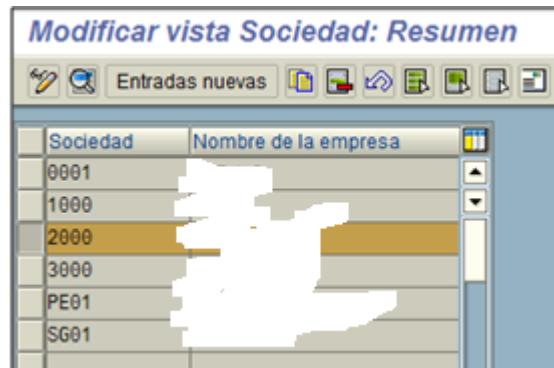 Modificar vista Sociedad: Resumen
Entradas nuevas
Sociedad Nombre de la empresa
0001
1000
2000
3000
PE01
SG01